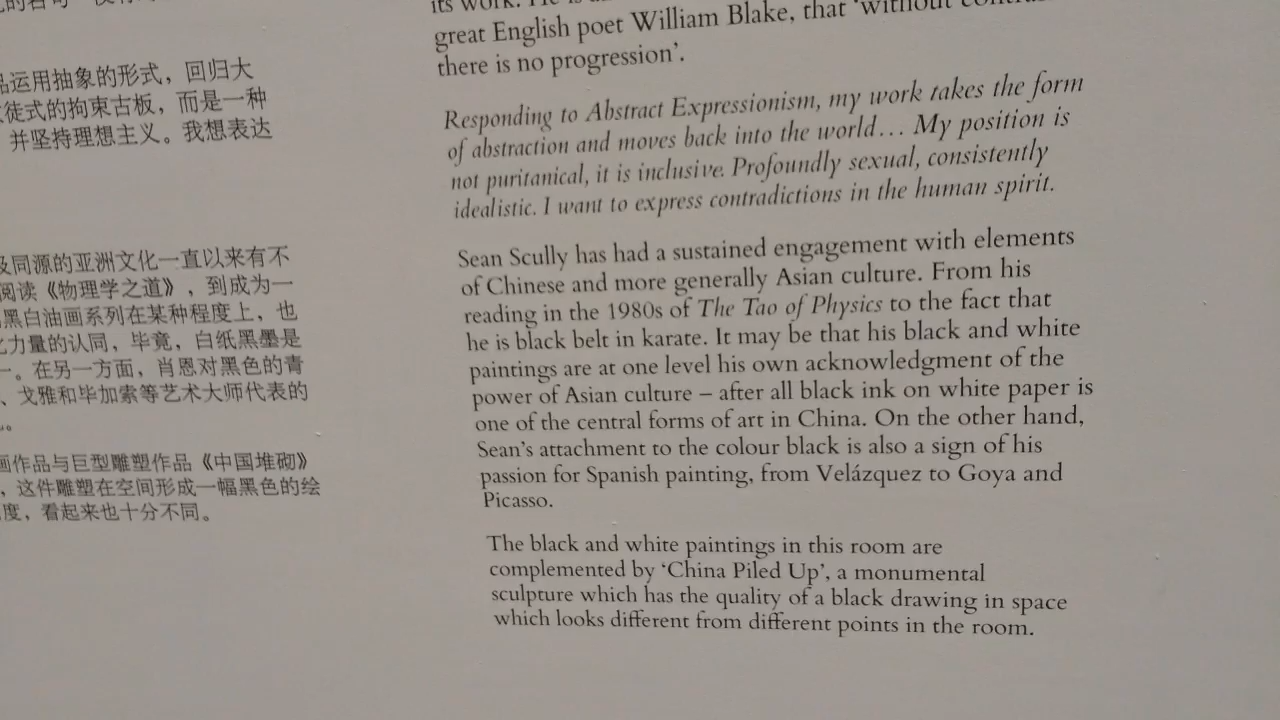 品运用抽象的形式，回归大
徒式的拘束古板，而是一种
并坚持理想主义。我想表达
及同源的亚洲文化一直以来有不
阅读《物理学之道》，到成为一
黑白油画系列在某种程度上，也
力量的认同，毕竟，白纸黑墨是
。在另一方面，肖恩对黑色的青
、戈雅和毕加索等艺术大师代表的
画作品与巨型雕塑作品《中国堆砌》
，这件雕塑在空间形成一幅黑色的绘
度，看起来也十分不同。
its work. He is
great English poet William Blake, that 'without
there is no progression'.
Responding to Abstract Expressionism, my work takes the form
of abstraction and moves back into the world... My position is
not puritanical, it is inclusive. Profoundly sexual, consistently
idealistic. I want to express contradictions in the human spirit.
Sean Scully has had a sustained engagement with elements
of Chinese and more generally Asian culture. From his
reading in the 1980s of The Tao of Physics to the fact that
he is black belt in karate. It may be that his black and white
paintings are at one level his own acknowledgment of the
power of Asian culture – after all black ink on white paper is
one of the central forms of art in China. On the other hand,
Sean's attachment to the colour black is also a sign of his
passion for Spanish painting, from Velázquez to Goya and
Picasso.
The black and white paintings in this room are
complemented by 'China Piled Up', a monumental
sculpture which has the quality of a black drawing in space
which looks different from different points in the room.